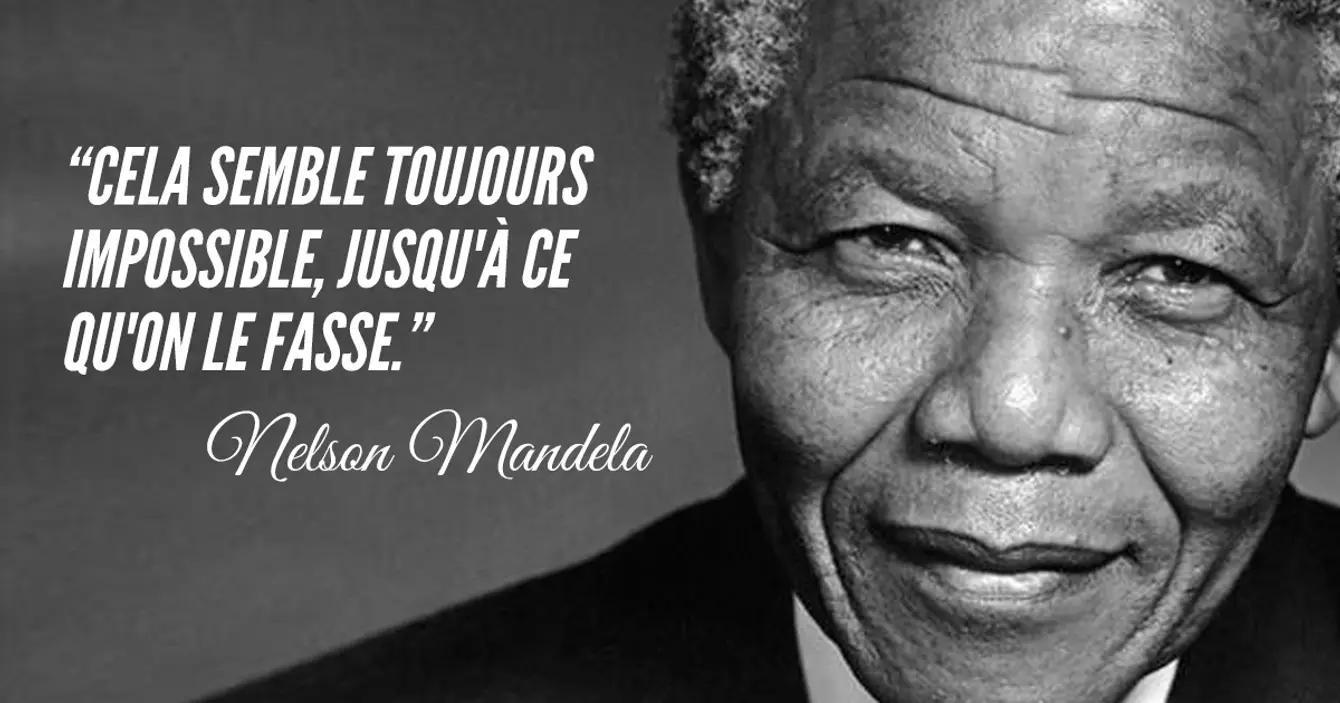 “CELA SEMBLE TOUJOURS
IMPOSSIBLE, JUSQU'À CE
QU'ON LE FASSE.”
Nelson Mandela